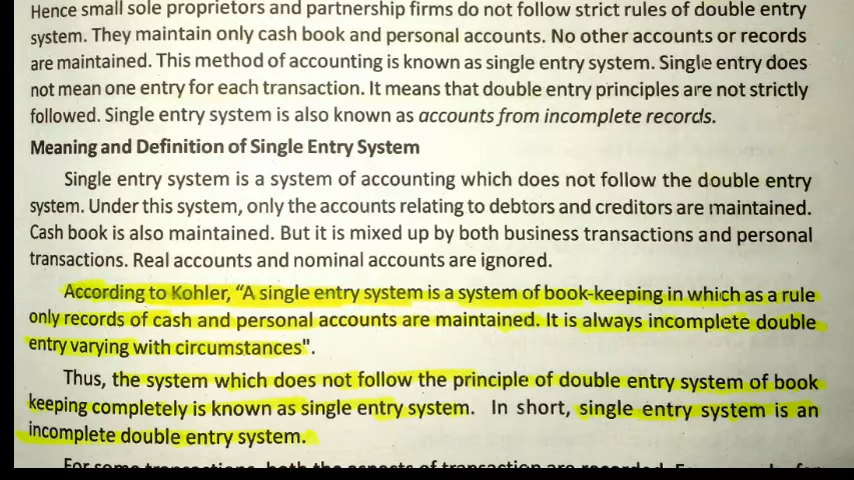 Hence small sole proprietors and partnership firms do not follow strict rules of double entry
system. They maintain only cash book and personal accounts. No other accounts or records
are maintained. This method of accounting is known as single entry system. Single entry does
not mean one entry for each transaction. It means that double entry principles are not strictly
followed. Single entry system is also known as accounts from incomplete records.
Meaning and Definition of Single Entry System
Single entry system is a system of accounting which does not follow the double entry
system. Under this system, only the accounts relating to debtors and creditors are maintained.
Cash book is also maintained. But it is mixed up by both business transactions and personal
transactions. Real accounts and nominal accounts are ignored.
According to Kohler, “A single entry system is a system of book-keeping in which as a rule
only records of cash and personal accounts are maintained. It is always incomplete double
entry varying with circumstances".
Thus, the system which does not follow the principle of double entry system of book
keeping completely is known as single entry system. In short, single entry system is an
incomplete double entry system.
For some transactions, both the aspects of transaction are recorded.